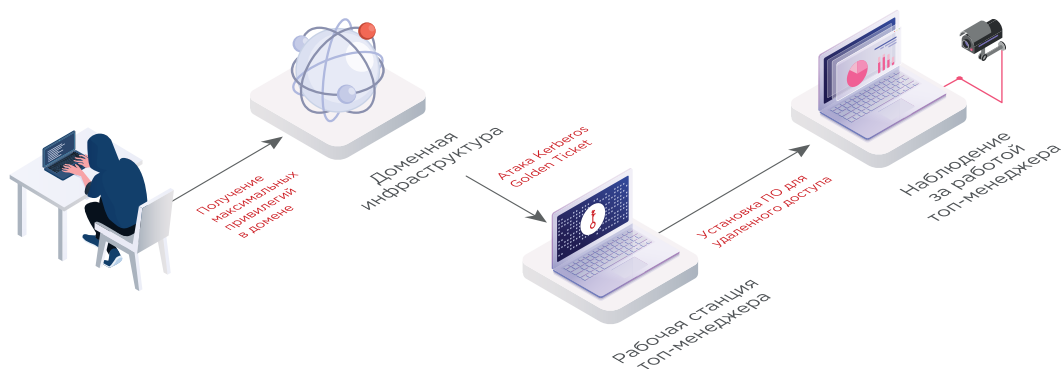 Получение
максимальных
привилегий
в домене
Доменная
инфраструктура
Атака Kerberos
Golden Ticket
Рабочая станция
топ-менеджера
Установка ПО для
удаленного доступа
Наблюдение
за работой
топ-менеджера